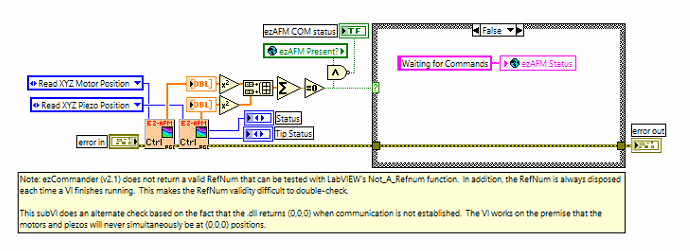 ezAFM COM status
TF
False
ezAFM Present?
Waiting for Commands
ezAFM Status
Read XYZ Motor Position
DBL
x²
Σ
=0
?
Read XYZ Piezo Position
DBL
x²
Status
Tip Status
EZ-AFM
EZ-AFM
error in
Ctrl
Ctrl
error out
Note: ezCommander (v2.1) does not return a valid RefNum that can be tested with LabVIEW's Not_A_Refnum function. In addition, the RefNum is always disposed
each time a VI finishes running. This makes the RefNum validity difficult to double-check.
This subVI does an alternate check based on the fact that the .dll returns (0,0,0) when communication is not established. The VI works on the premise that the
motors and piezos will never simultaneously be at (0,0,0) positions.